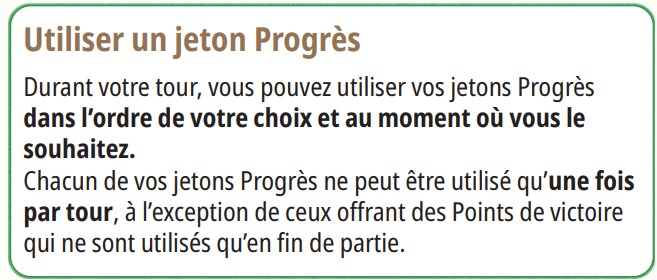 Utiliser un jeton Progrès
Durant votre tour, vous pouvez utiliser vos jetons Progrès
dans l’ordre de votre choix et au moment où vous le
souhaitez.
Chacun de vos jetons Progrès ne peut être utilisé qu’une fois
par tour, à l’exception de ceux offrant des Points de victoire
qui ne sont utilisés qu’en fin de partie.